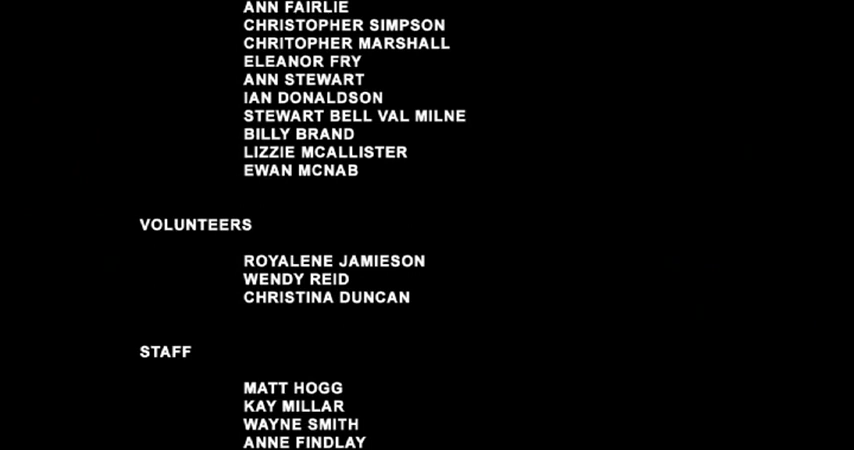 ANN FAIRLIE
CHRISTOPHER SIMPSON
CHRITOPHER MARSHALL
ELEANOR FRY
ANN STEWART
IAN DONALDSON
STEWART BELL VAL MILNE
BILLY BRAND
LIZZIE MCALLISTER
EWAN MCNAB
VOLUNTEERS
ROYALENE JAMIESON
WENDY REID
CHRISTINA DUNCAN
STAFF
MATT HOGG
KAY MILLAR
WAYNE SMITH
ANNE FINDLAY